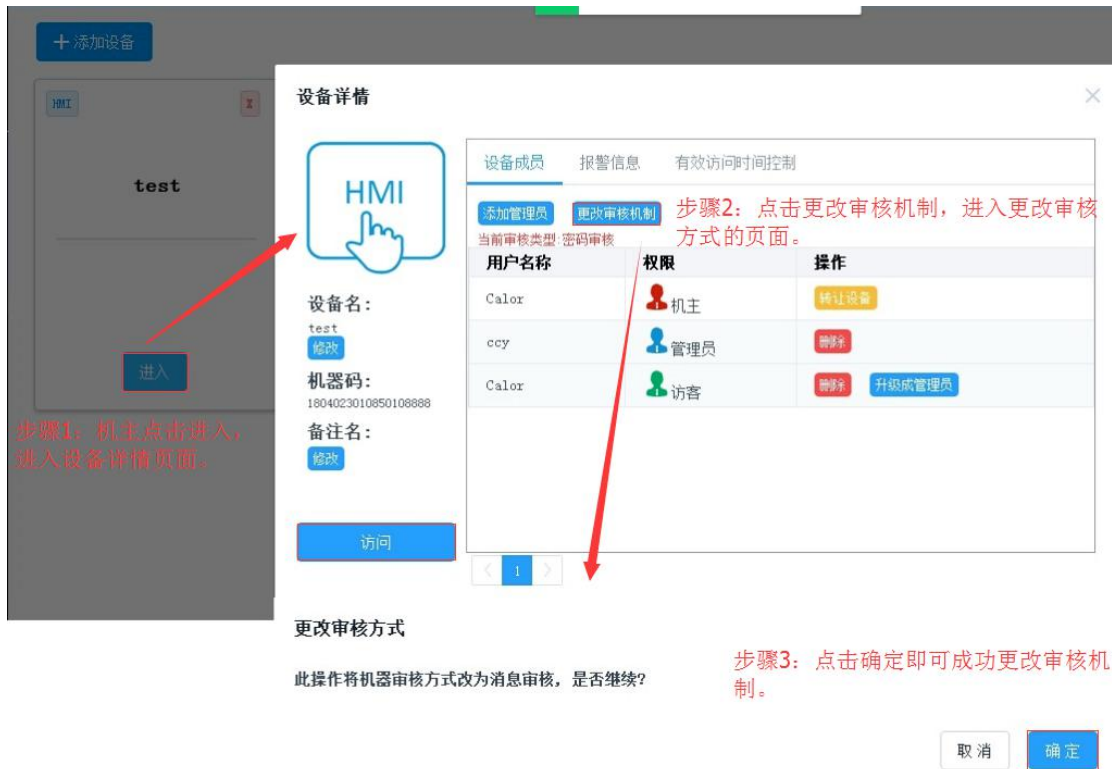 + 添加设备
HMI X
test
进入
步骤1：机主点击进入，
进入设备详情页面。
设备详情 ×
HMI
设备名：
test
修改
机器码：
1804023010850108888
备注名：
修改
访问
设备成员 报警信息 有效访问时间控制
添加管理员 更改审核机制
步骤2：点击更改审核机制，进入更改审核
方式的页面。
当前审核类型:密码审核
用户名称 权限 操作
Calor 机主 转让设备
ccy 管理员 删除
Calor 访客 删除 升级成管理员
< 1 >
更改审核方式
此操作将机器审核方式改为消息审核，是否继续？
步骤3：点击确定即可成功更改审核机
制。
取消 确定